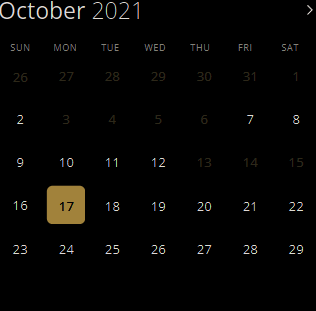 October 2021 >
SUN MON TUE WED THU FRI SAT
26 27 28 29 30 31 1
2 3 4 5 6 7 8
9 10 11 12 13 14 15
16 17 18 19 20 21 22
23 24 25 26 27 28 29